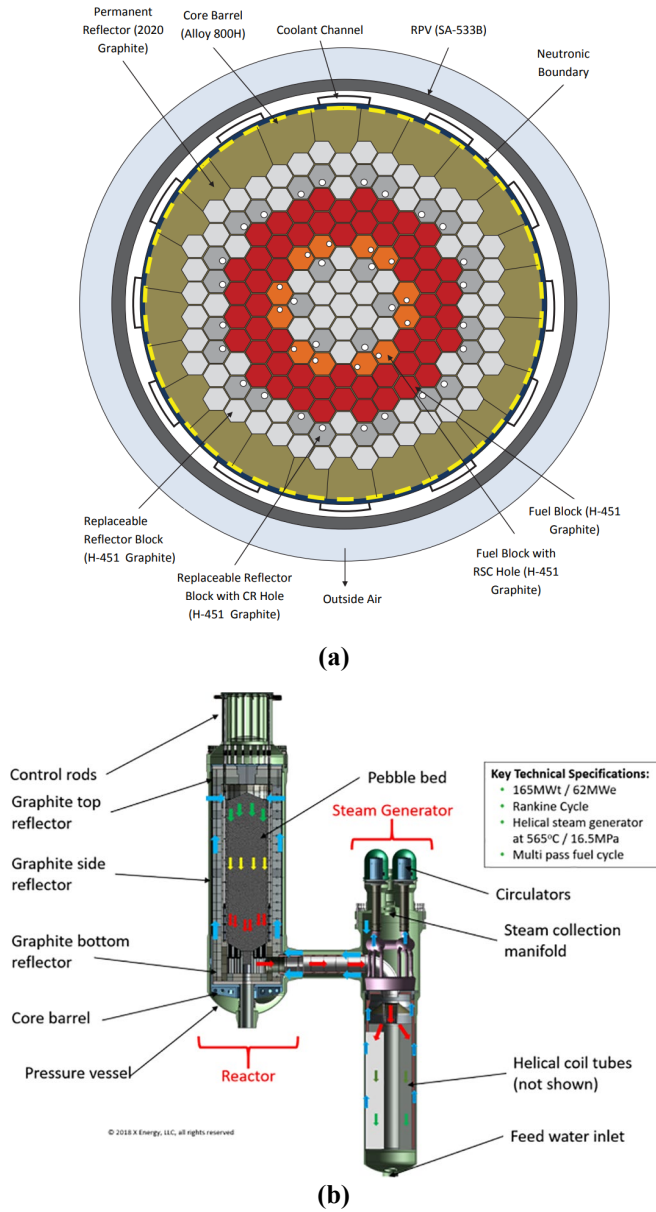 Permanent
Reflector (2020
Graphite)
Core Barrel
(Alloy 800H)
Coolant Channel
RPV (SA-533B)
Neutronic
Boundary
Replaceable
Reflector Block
(H-451 Graphite)
Replaceable Reflector
Block with CR Hole
(H-451 Graphite)
Outside Air
Fuel Block with
RSC Hole (H-451
Graphite)
Fuel Block (H-451
Graphite)
(a)
Control rods
Graphite top
reflector
Graphite side
reflector
Graphite bottom
reflector
Core barrel
Pressure vessel
Reactor
Pebble bed
Steam Generator
Key Technical Specifications:
• 165MWt / 62MWe
• Rankine Cycle
• Helical steam generator
at 565°C / 16.5MPa
• Multi pass fuel cycle
Circulators
Steam collection
manifold
Helical coil tubes
(not shown)
Feed water inlet
© 2018 X Energy, LLC, all rights reserved
(b)